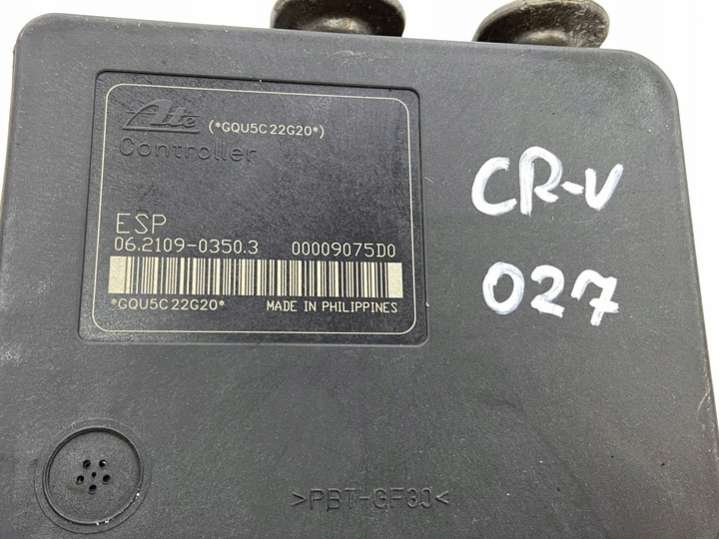 Ate (*GQU5C22G20*)
Controller
ESP
06.2109-0350.3 00009075D0
*GQU5C22G20* MADE IN PHILIPPINES
CR-V
027
>PBT-GF30<